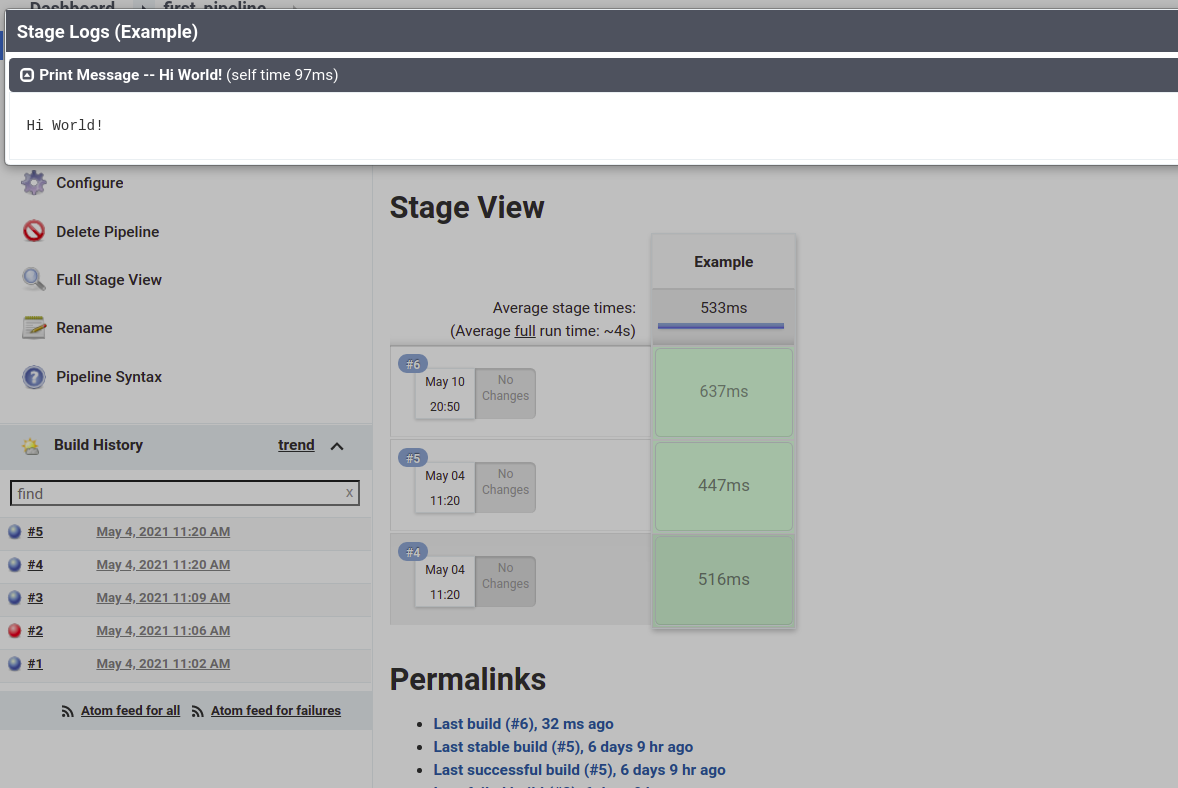 Dashboard first_pipeline
Stage Logs (Example)
Print Message -- Hi World! (self time 97ms)
Hi World!
Configure
Delete Pipeline
Full Stage View
Rename
Pipeline Syntax
Build History trend
find x
#5 May 4, 2021 11:20 AM
#4 May 4, 2021 11:20 AM
#3 May 4, 2021 11:09 AM
#2 May 4, 2021 11:06 AM
#1 May 4, 2021 11:02 AM
Atom feed for all Atom feed for failures
Stage View
Example
Average stage times: 533ms
(Average full run time: ~4s)
#6
May 10
20:50
No
Changes
637ms
#5
May 04
11:20
No
Changes
447ms
#4
May 04
11:20
No
Changes
516ms
Permalinks
Last build (#6), 32 ms ago
Last stable build (#5), 6 days 9 hr ago
Last successful build (#5), 6 days 9 hr ago